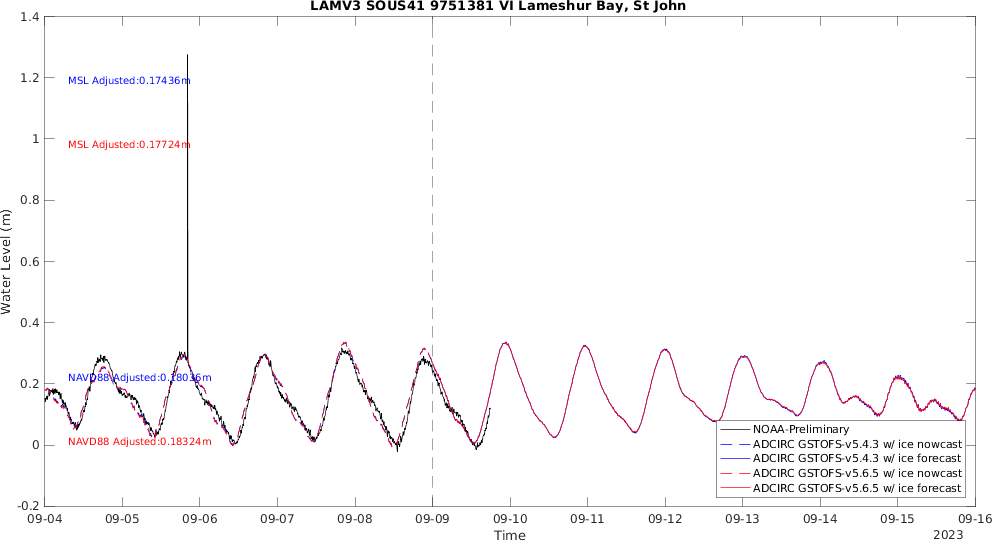 LAMV3 SOUS41 9751381 VI Lameshur Bay, St John
1.4
1.2
1
0.8
0.6
0.4
0.2
0
-0.2
Water Level (m)
MSL Adjusted:0.17436m
MSL Adjusted:0.17724m
NAVD88 Adjusted:0.18036m
NAVD88 Adjusted:0.18324m
NOAA-Preliminary
ADCIRC GSTOFS-v5.4.3 w/ ice nowcast
ADCIRC GSTOFS-v5.4.3 w/ ice forecast
ADCIRC GSTOFS-v5.6.5 w/ ice nowcast
ADCIRC GSTOFS-v5.6.5 w/ ice forecast
09-04 09-05 09-06 09-07 09-08 09-09 09-10 09-11 09-12 09-13 09-14 09-15 09-16
Time
2023